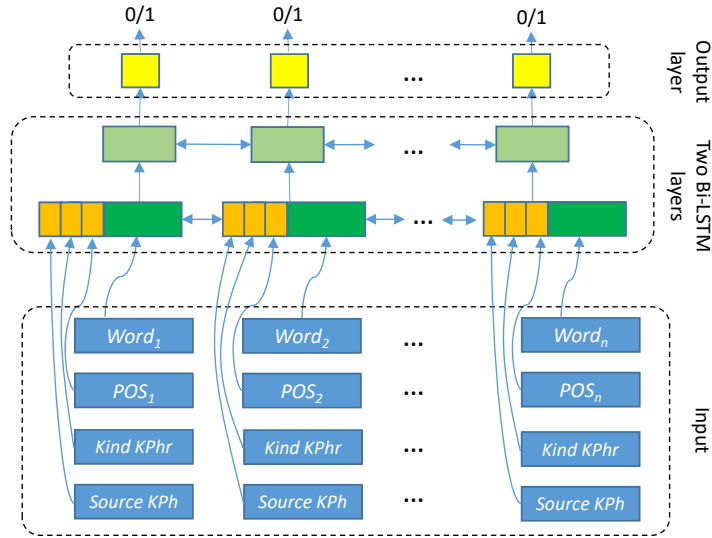 0/1 0/1 0/1
...
Output
layer
...
Two Bi-LSTM
layers
...
Word₁ Word₂ ... Wordₙ
POS₁ POS₂ ... POSₙ
Kind KPhr Kind KPhr ... Kind KPhr
Source KPh Source KPh ... Source KPh
Input